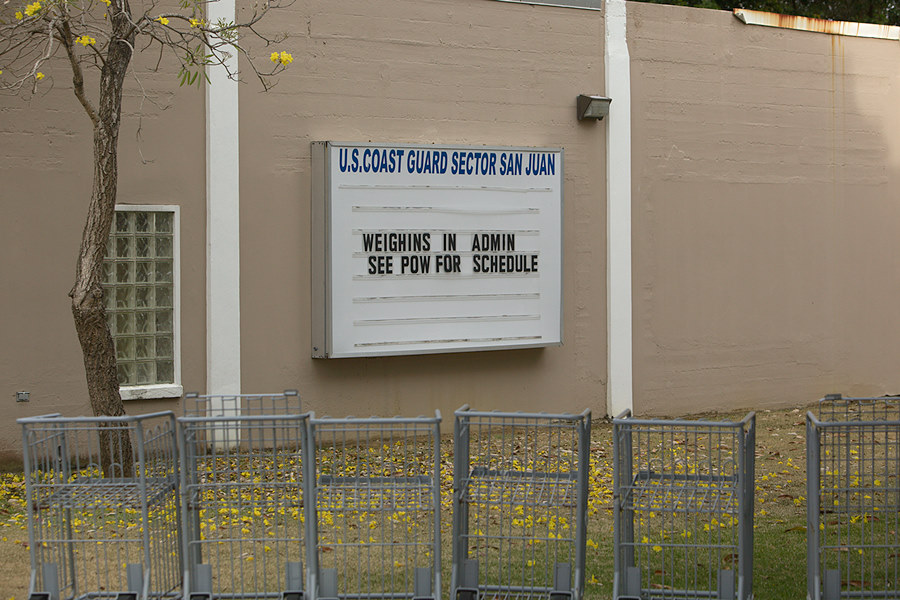 U.S.COAST GUARD SECTOR SAN JUAN
WEIGHINS IN ADMIN
SEE POW FOR SCHEDULE